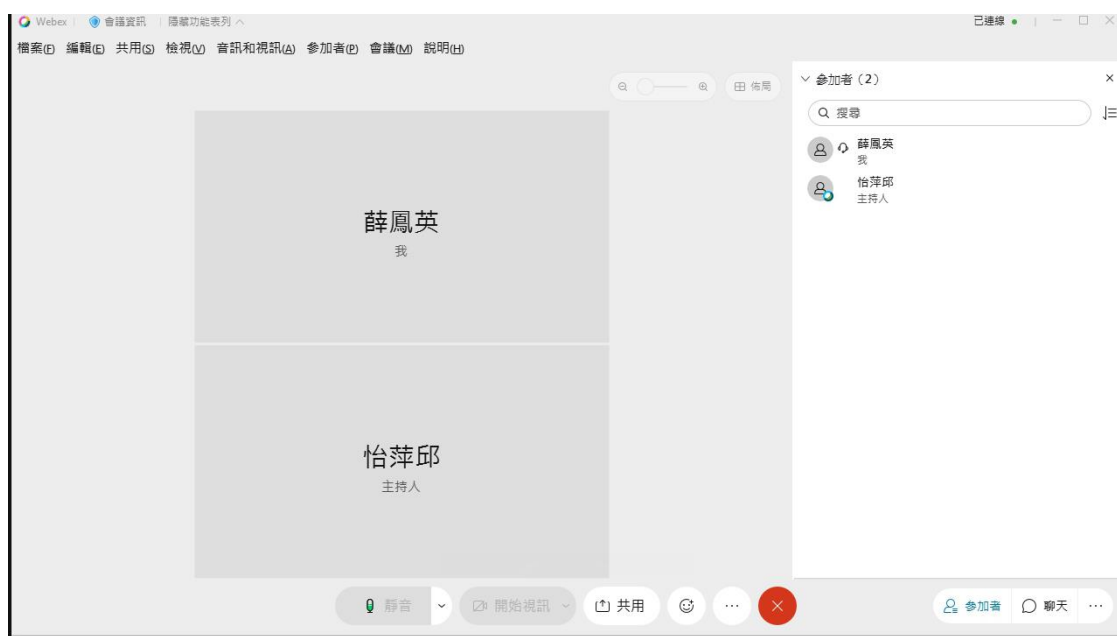 Webex 會議資訊 隱藏功能表列 已連線
檔案(F) 編輯(E) 共用(S) 檢視(V) 音訊和視訊(A) 參加者(P) 會議(M) 說明(H)
佈局
參加者 (2)
搜尋
薛鳳英
我
怡萍邱
主持人
薛鳳英
我
怡萍邱
主持人
靜音 開始視訊 共用 參加者 聊天